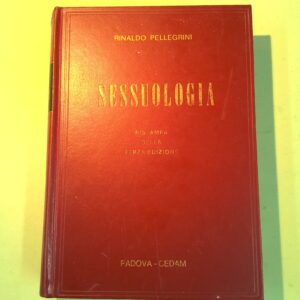 RINALDO PELLEGRINI
SESSUOLOGIA
RISTAMPA
DELLA
TERZA EDIZIONE
PADOVA - CEDAM